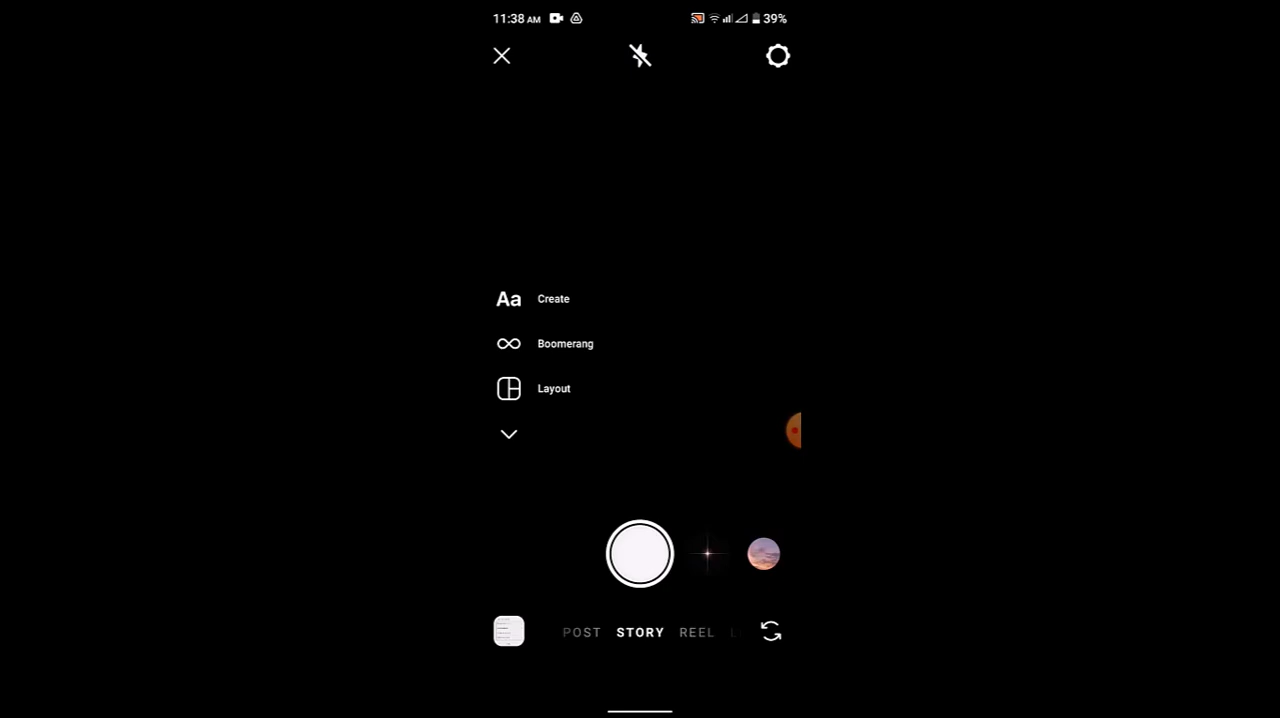 11:38 AM 39%
Aa Create
Boomerang
Layout
POST STORY REEL